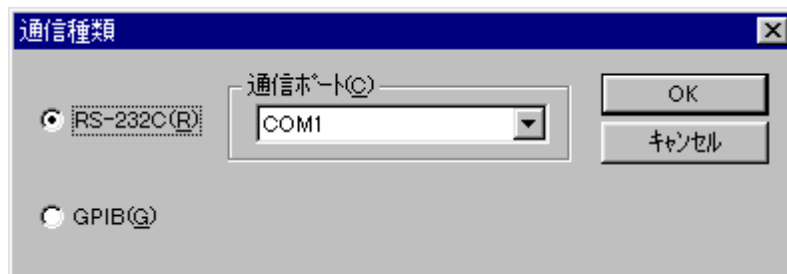 通信種類
RS-232C(R)
通信ﾎﾟｰﾄ(C)
COM1
OK
ｷｬﾝｾﾙ
GPIB(G)